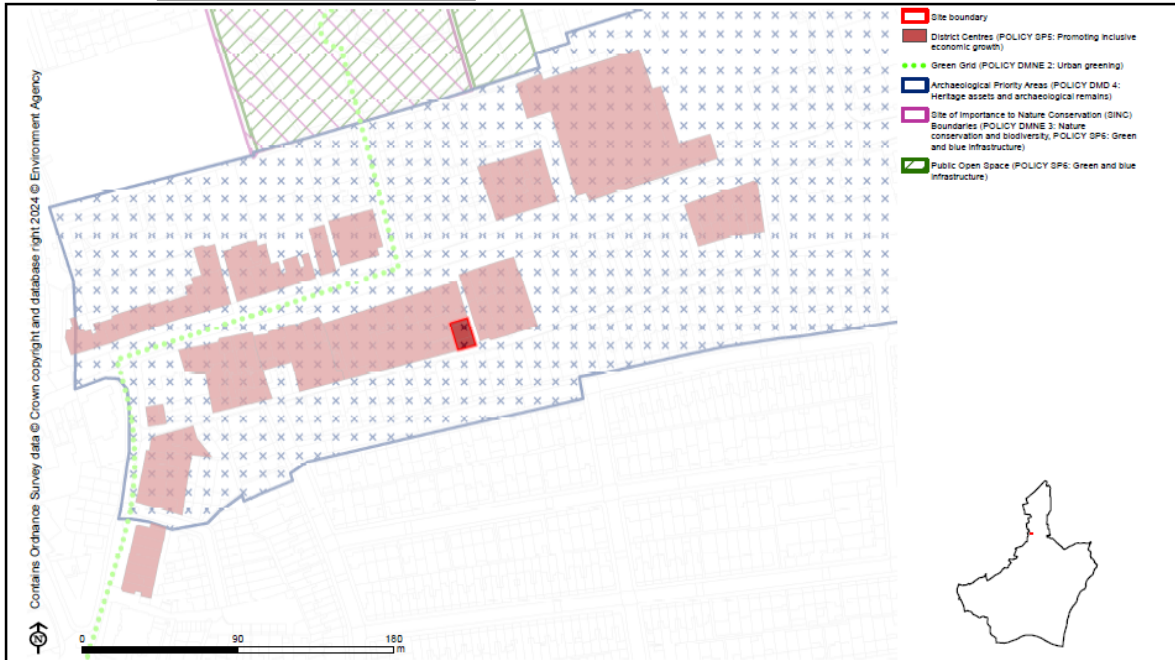 Site boundary
District Centres (POLICY SP5: Promoting inclusive
economic growth)
Green Grid (POLICY DMNE 2: Urban greening)
Archaeological Priority Areas (POLICY DMD 4:
Heritage assets and archaeological remains)
Site of Importance to Nature Conservation (SINC)
Boundaries (POLICY DMNE 3: Nature
conservation and biodiversity, POLICY SP6: Green
and blue infrastructure)
Public Open Space (POLICY SP6: Green and blue
infrastructure)
Contains Ordnance Survey data © Crown copyright and database right 2024 © Environment Agency
N
0 90 180
m